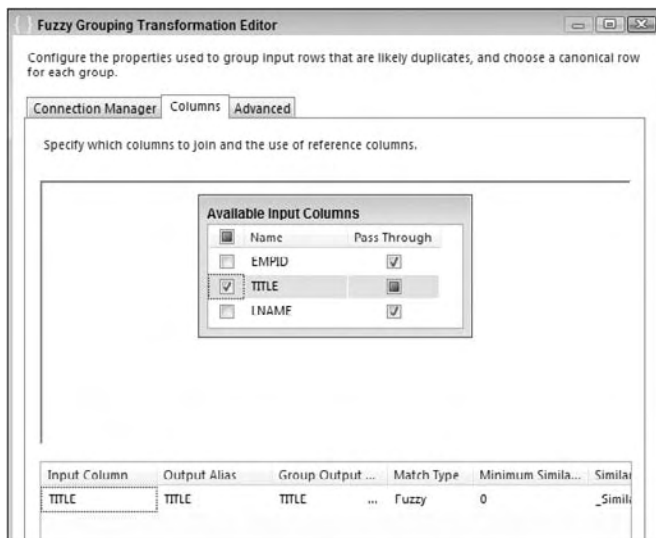 Fuzzy Grouping Transformation Editor
Configure the properties used to group input rows that are likely duplicates, and choose a canonical row
for each group.
Connection Manager Columns Advanced
Specify which columns to join and the use of reference columns.
Available Input Columns
Name Pass Through
EMPID
TITLE
LNAME
Input Column Output Alias Group Output ... Match Type Minimum Simila... Similar
TITLE TITLE TITLE ... Fuzzy 0 _Simila